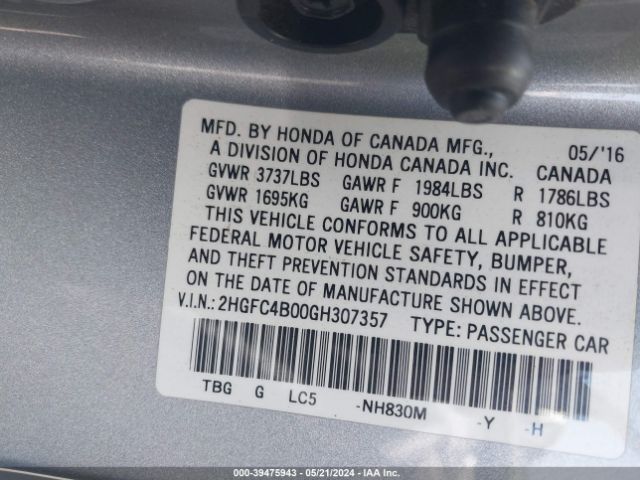 MFD. BY HONDA OF CANADA MFG., 05/'16
A DIVISION OF HONDA CANADA INC. CANADA
GVWR 3737LBS GAWR F 1984LBS R 1786LBS
GVWR 1695KG GAWR F 900KG R 810KG
THIS VEHICLE CONFORMS TO ALL APPLICABLE
FEDERAL MOTOR VEHICLE SAFETY, BUMPER,
AND THEFT PREVENTION STANDARDS IN EFFECT
ON THE DATE OF MANUFACTURE SHOWN ABOVE.
V.I.N.: 2HGFC4B00GH307357 TYPE: PASSENGER CAR
TBG G LC5 -NH830M -Y -H
000-39475943 - 05/21/2024 - IAA Inc.